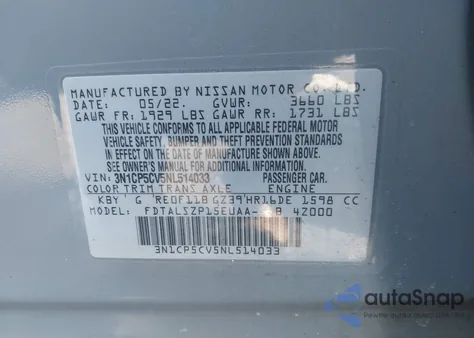 MANUFACTURED BY NISSAN MOTOR CO., LTD.
DATE: 05/22. GVWR: 3660 LBS
GAWR FR: 1929 LBS GAWR RR: 1731 LBS
THIS VEHICLE CONFORMS TO ALL APPLICABLE FEDERAL MOTOR
VEHICLE SAFETY, BUMPER AND THEFT PREVENTION STANDARDS
IN EFFECT ON THE DATE OF MANUFACTURE SHOWN ABOVE.
SEE OWNER'S MANUAL FOR ADDITIONAL INFORMATION
VIN: 3N1CP5CV5NL514033 PASSENGER CAR.
COLOR TRIM TRANS AXLE ENGINE
KBY G RE0F11B GZ39 HR16DE 1598 CC
MODEL: FDTALSZP15EUAA- 4Z000
3N1CP5CV5NL514033
autoSnap